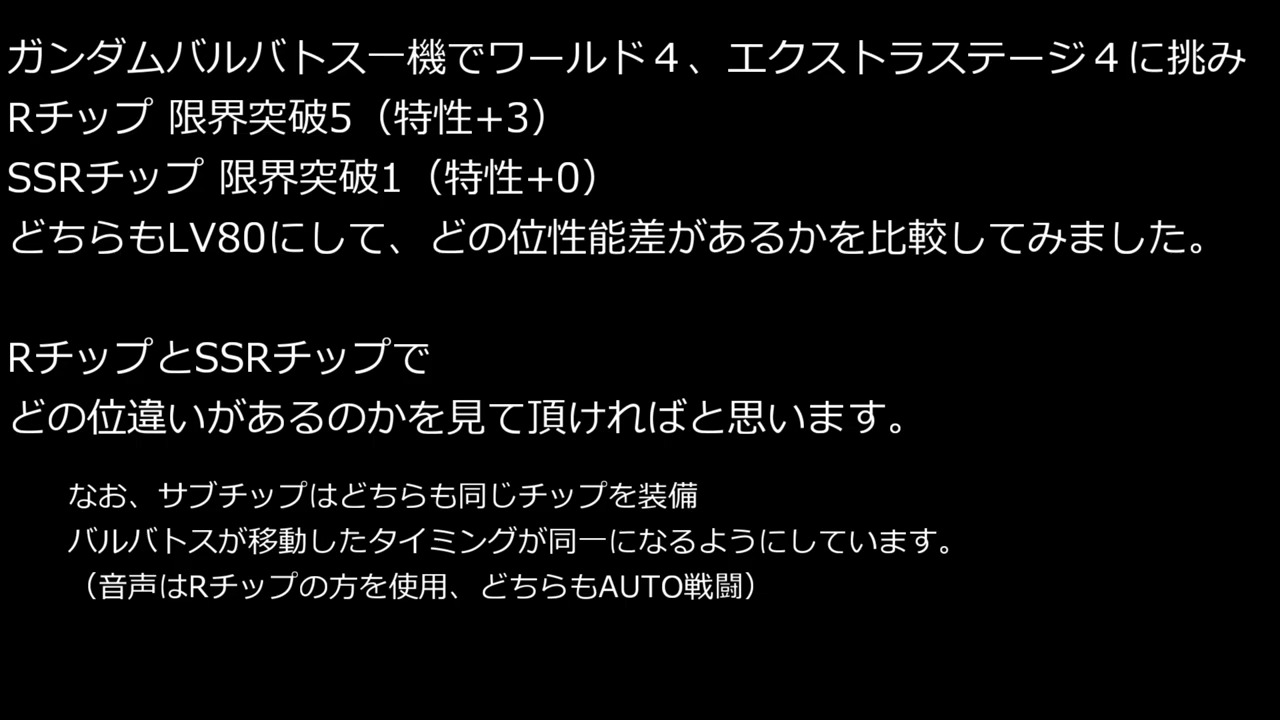 ガンダムバルバトス一機でワールド４、エクストラステージ４に挑み
Rチップ 限界突破5（特性+3）
SSRチップ 限界突破1（特性+0）
どちらもLV80にして、どの位性能差があるかを比較してみました。
RチップとSSRチップで
どの位違いがあるのかを見て頂ければと思います。
なお、サブチップはどちらも同じチップを装備
バルバトスが移動したタイミングが同一になるようにしています。
（音声はRチップの方を使用、どちらもAUTO戦闘）